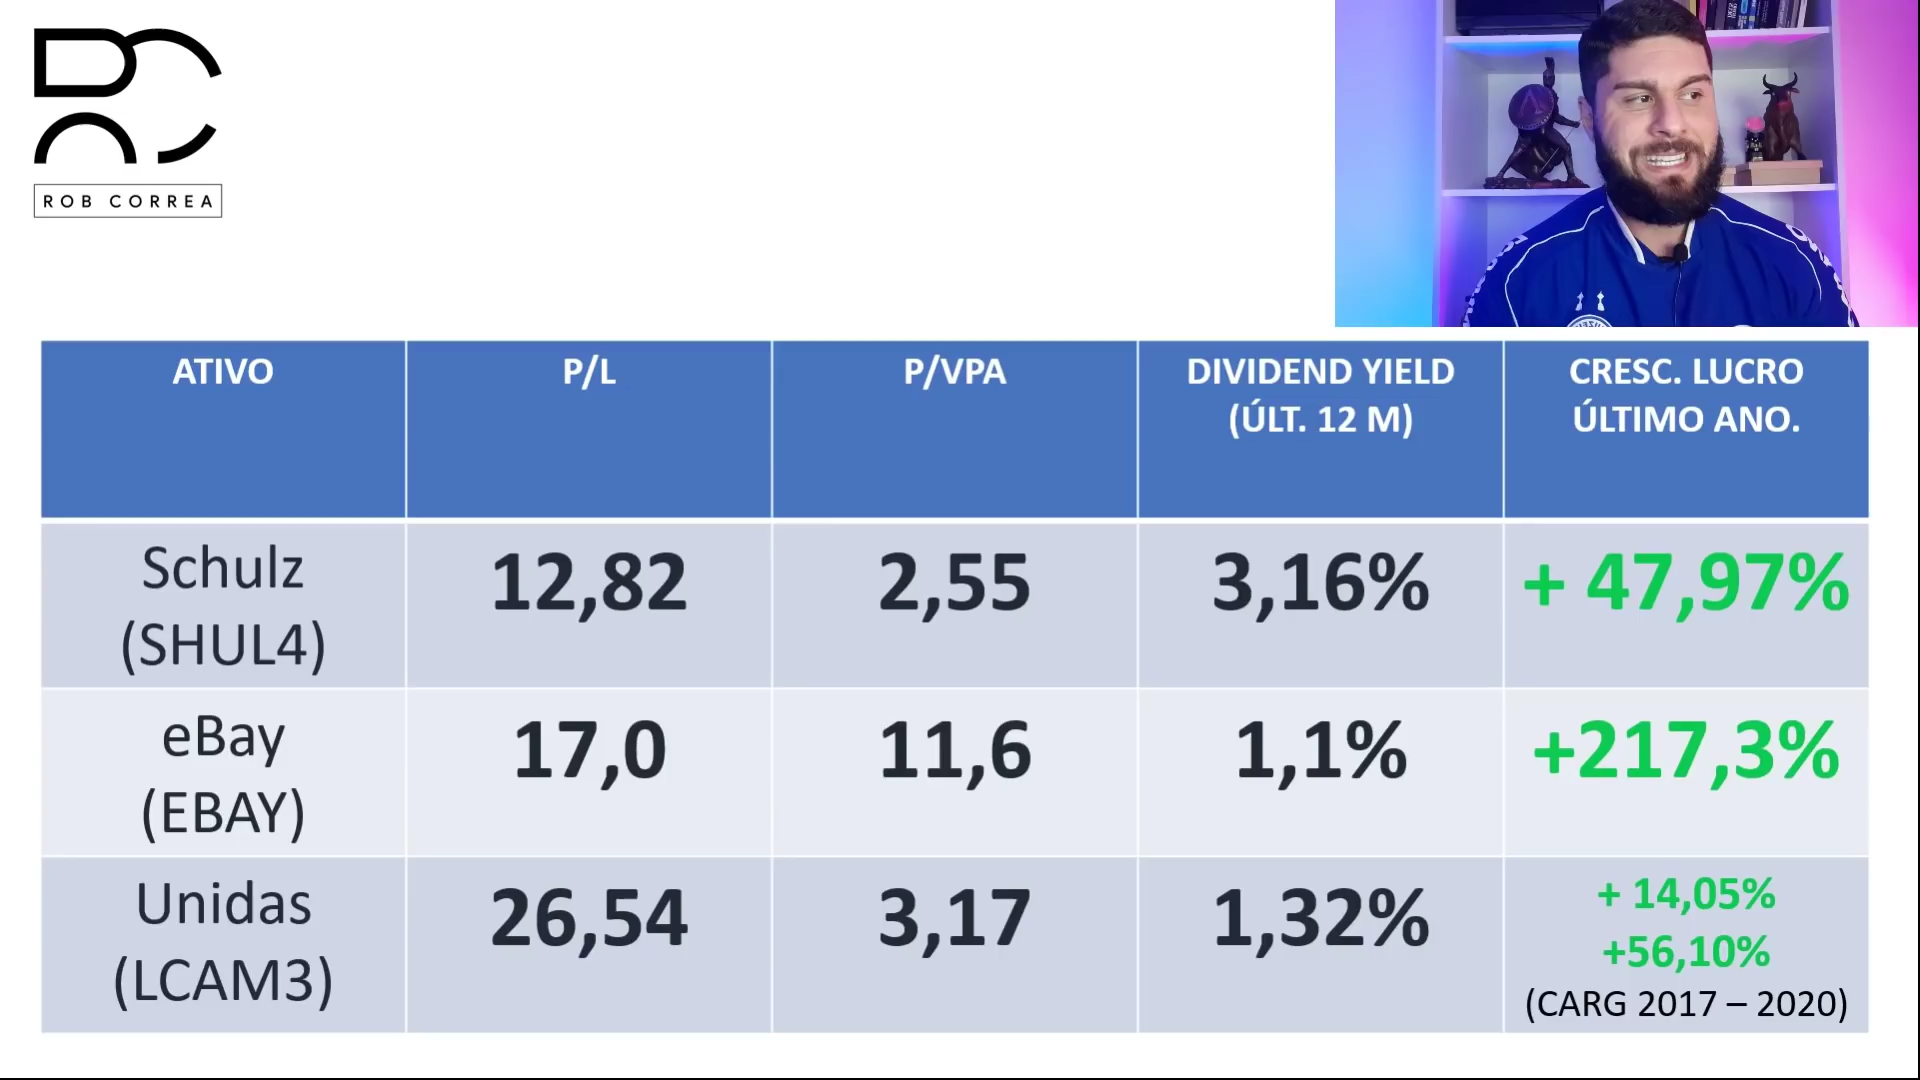 ROB CORREA
ATIVO
P/L
P/VPA
DIVIDEND YIELD
(ÚLT. 12 M)
CRESC. LUCRO
ÚLTIMO ANO.
Schulz
(SHUL4)
12,82
2,55
3,16%
+ 47,97%
eBay
(EBAY)
17,0
11,6
1,1%
+217,3%
Unidas
(LCAM3)
26,54
3,17
1,32%
+ 14,05%
+56,10%
(CARG 2017 – 2020)